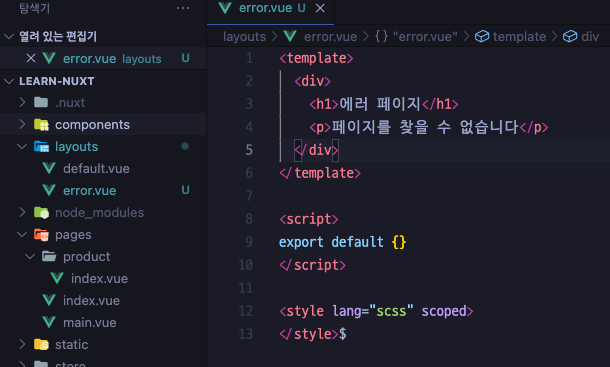 탐색기 ···
열려 있는 편집기
error.vue layouts U
LEARN-NUXT
.nuxt
components
layouts
default.vue
error.vue U
node_modules
pages
product
index.vue
index.vue
main.vue
static
store
error.vue U
layouts > error.vue > {} "error.vue" > template > div
1 <template>
2 <div>
3 <h1>에러 페이지</h1>
4 <p>페이지를 찾을 수 없습니다</p>
5 </div>
6 </template>
7
8 <script>
9 export default {}
10 </script>
11
12 <style lang="scss" scoped>
13 </style>$